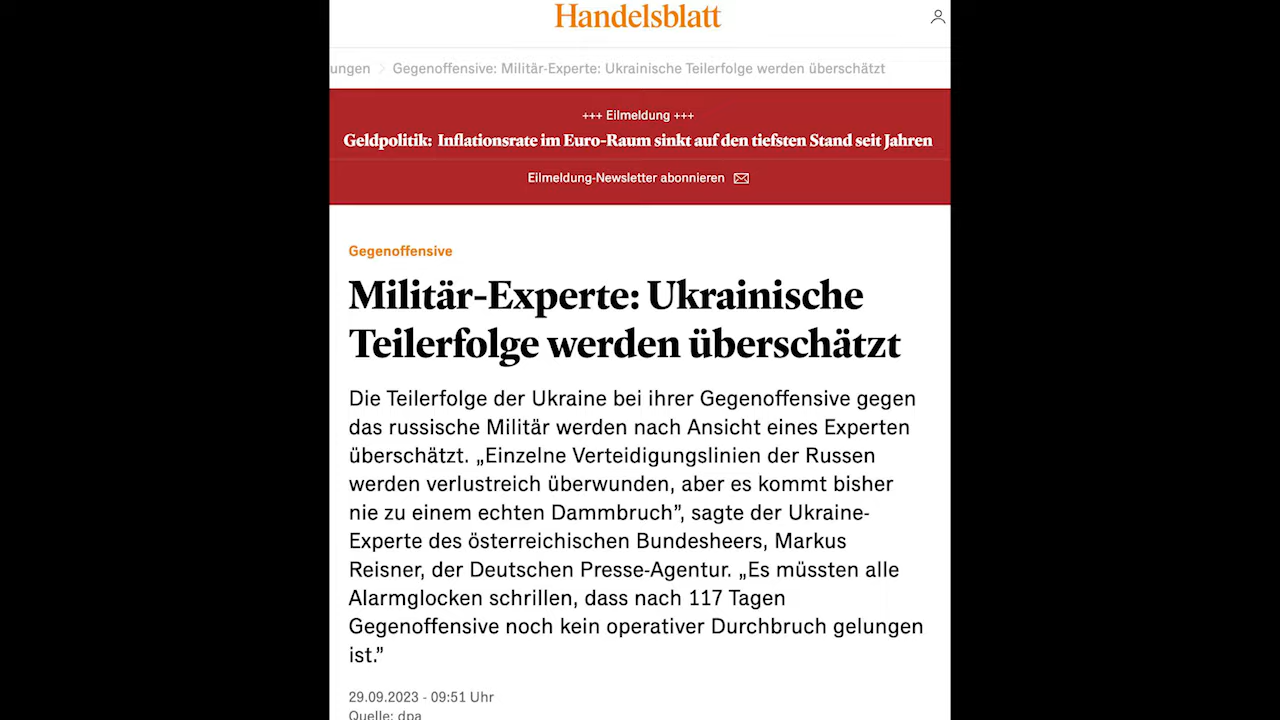 Handelsblatt
ungen > Gegenoffensive: Militär-Experte: Ukrainische Teilerfolge werden überschätzt
+++ Eilmeldung +++
Geldpolitik: Inflationsrate im Euro-Raum sinkt auf den tiefsten Stand seit Jahren
Eilmeldung-Newsletter abonnieren
Gegenoffensive
Militär-Experte: Ukrainische
Teilerfolge werden überschätzt
Die Teilerfolge der Ukraine bei ihrer Gegenoffensive gegen
das russische Militär werden nach Ansicht eines Experten
überschätzt. „Einzelne Verteidigungslinien der Russen
werden verlustreich überwunden, aber es kommt bisher
nie zu einem echten Dammbruch”, sagte der Ukraine-
Experte des österreichischen Bundesheers, Markus
Reisner, der Deutschen Presse-Agentur. „Es müssten alle
Alarmglocken schrillen, dass nach 117 Tagen
Gegenoffensive noch kein operativer Durchbruch gelungen
ist.”
29.09.2023 - 09:51 Uhr
Quelle: dpa